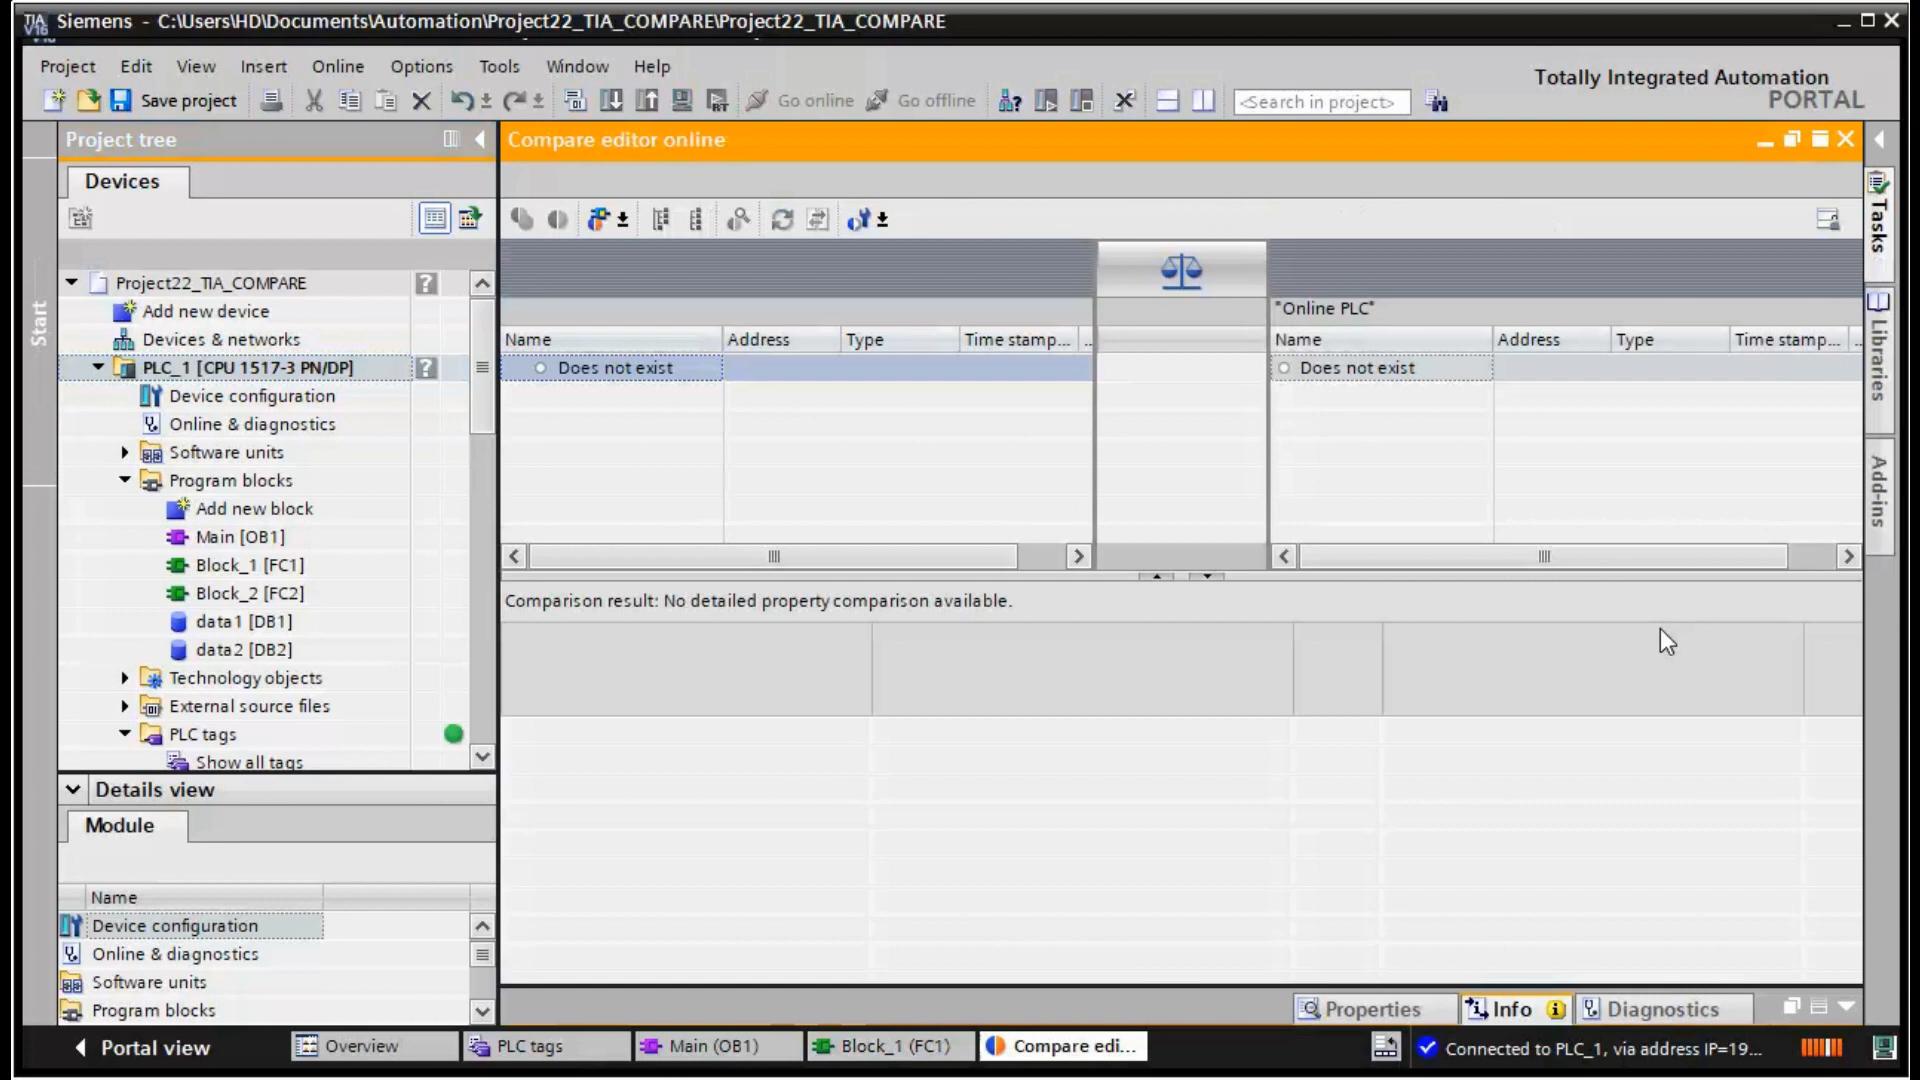 TIA V16 Siemens - C:\Users\HD\Documents\Automation\Project22_TIA_COMPARE\Project22_TIA_COMPARE
Project Edit View Insert Online Options Tools Window Help
Totally Integrated Automation
PORTAL
Save project Go online Go offline <Search in project>
Project tree
Devices
Start
Project22_TIA_COMPARE
Add new device
Devices & networks
PLC_1 [CPU 1517-3 PN/DP]
Device configuration
Online & diagnostics
Software units
Program blocks
Add new block
Main [OB1]
Block_1 [FC1]
Block_2 [FC2]
data1 [DB1]
data2 [DB2]
Technology objects
External source files
PLC tags
Show all tags
Details view
Module
Name
Device configuration
Online & diagnostics
Software units
Program blocks
Compare editor online
"Online PLC"
Name Address Type Time stamp... ..
Name Address Type Time stamp... ..
Does not exist
Does not exist
Comparison result: No detailed property comparison available.
Tasks
Libraries
Add-ins
Properties Info Diagnostics
Portal view Overview PLC tags Main (OB1) Block_1 (FC1) Compare edi... Connected to PLC_1, via address IP=19...